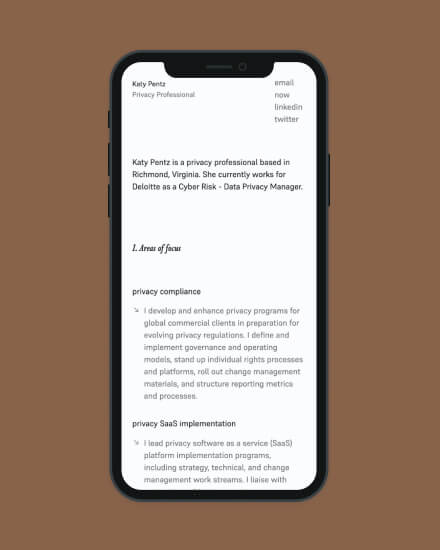 Katy Pentz
Privacy Professional
email
now
linkedin
twitter
Katy Pentz is a privacy professional based in
Richmond, Virginia. She currently works for
Deloitte as a Cyber Risk - Data Privacy Manager.
I. Areas of focus
privacy compliance
↘ I develop and enhance privacy programs for
global commercial clients in preparation for
evolving privacy regulations. I define and
implement governance and operating
models, stand up individual rights processes
and platforms, roll out change management
materials, and structure reporting metrics
and processes.
privacy SaaS implementation
↘ I lead privacy software as a service (SaaS)
platform implementation programs,
including strategy, technical, and change
management work streams. I liaise with